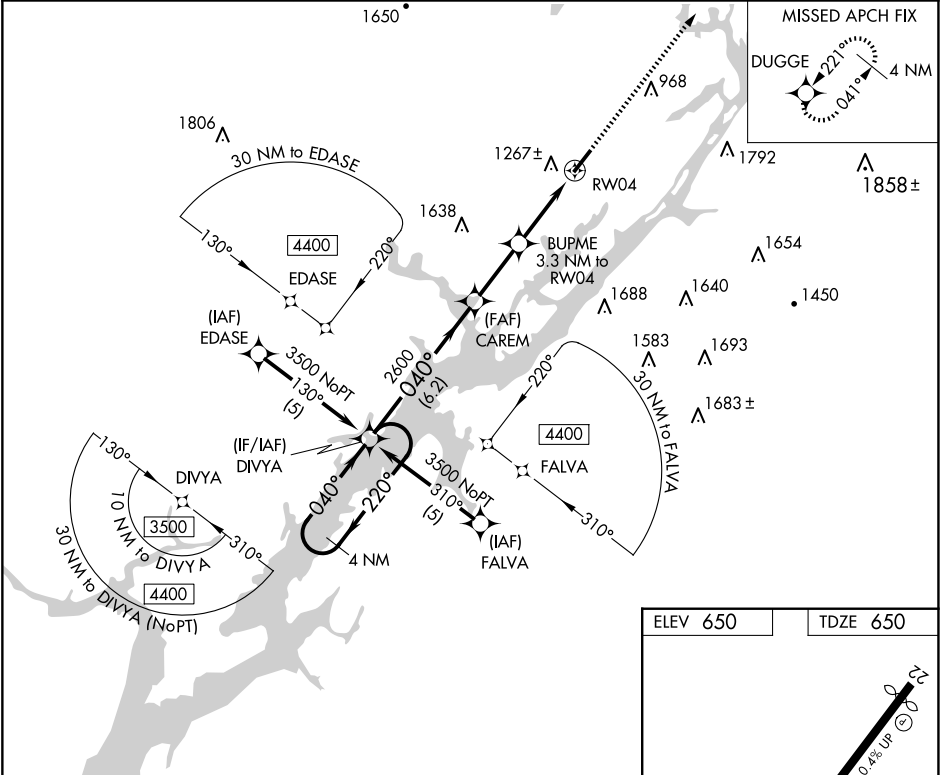 1650
MISSED APCH FIX
DUGGE
221°
041°
4 NM
968
1806
30 NM to EDASE
1267±
RW04
1792
1858±
1638
130°
4400
220°
EDASE
BUPME
3.3 NM to
RW04
1654
1688
1640
1450
(IAF)
EDASE
(FAF)
CAREM
3500 NoPT
130°
(5)
2600
040°
(6.2)
1583
1693
1683±
220°
30 NM to FALVA
4400
FALVA
310°
(IF/IAF)
DIVYA
3500 NoPT
310°
(5)
(IAF)
FALVA
040°
220°
4 NM
130°
DIVYA
3500
10 NM to DIVYA
310°
4400
30 NM to DIVYA (NoPT)
ELEV 650
TDZE 650
22
P
0.4% UP